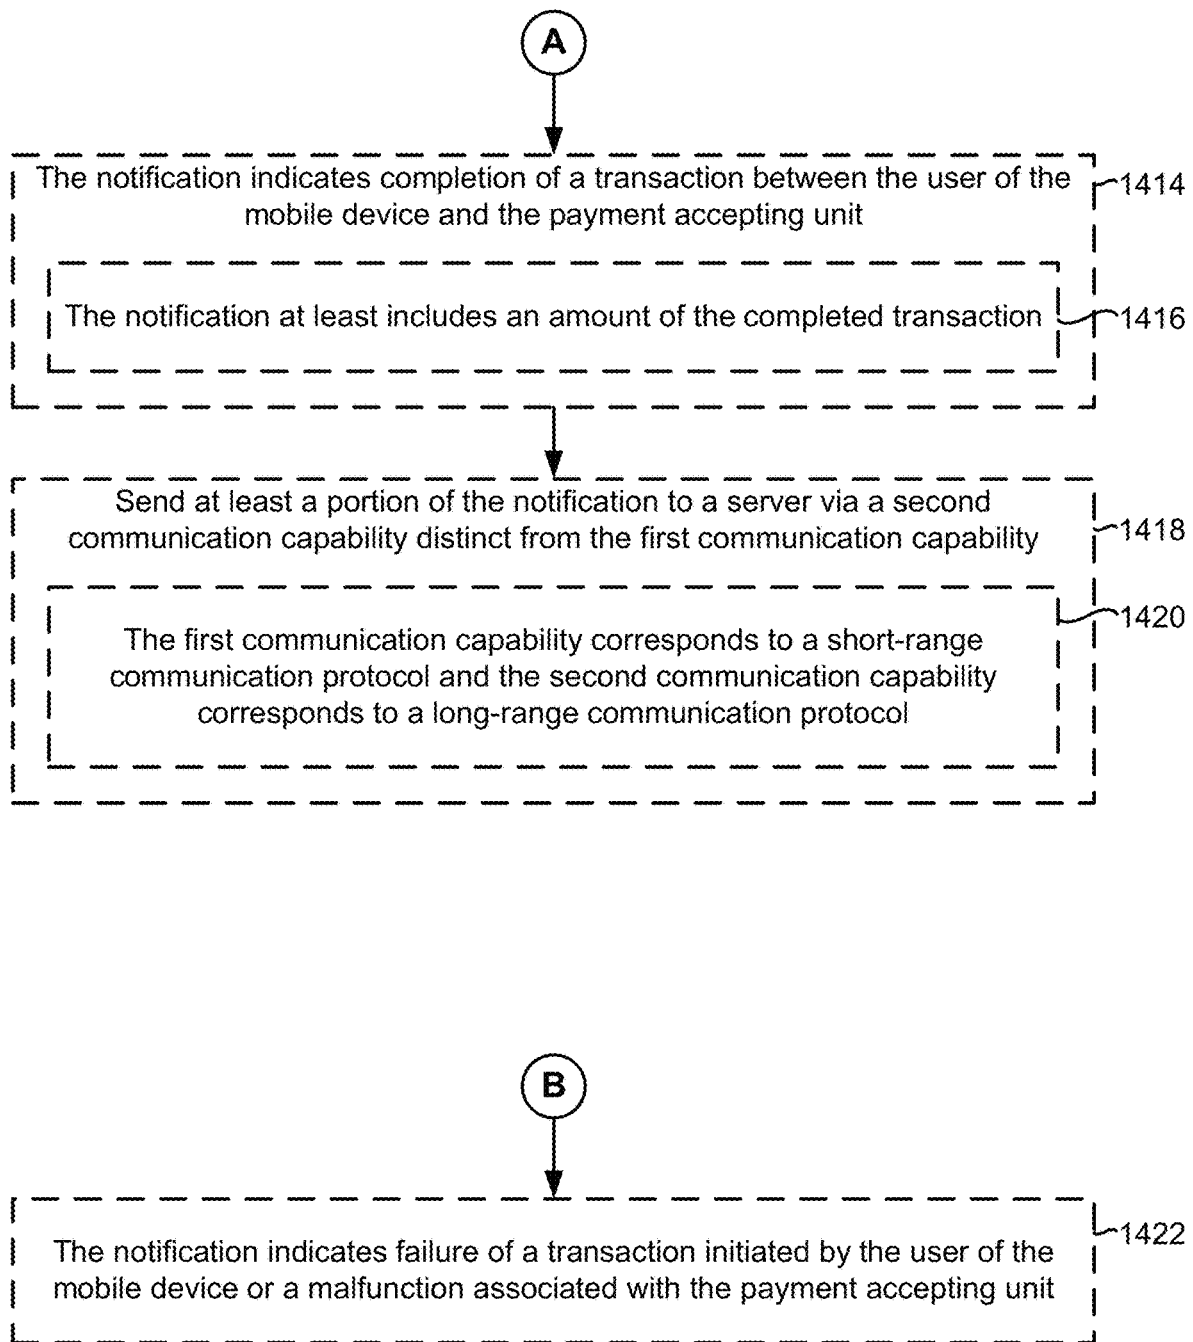 A
The notification indicates completion of a transaction between the user of the
mobile device and the payment accepting unit
1414
The notification at least includes an amount of the completed transaction
1416
Send at least a portion of the notification to a server via a second
communication capability distinct from the first communication capability
1418
The first communication capability corresponds to a short-range
communication protocol and the second communication capability
corresponds to a long-range communication protocol
1420
B
The notification indicates failure of a transaction initiated by the user of the
mobile device or a malfunction associated with the payment accepting unit
1422